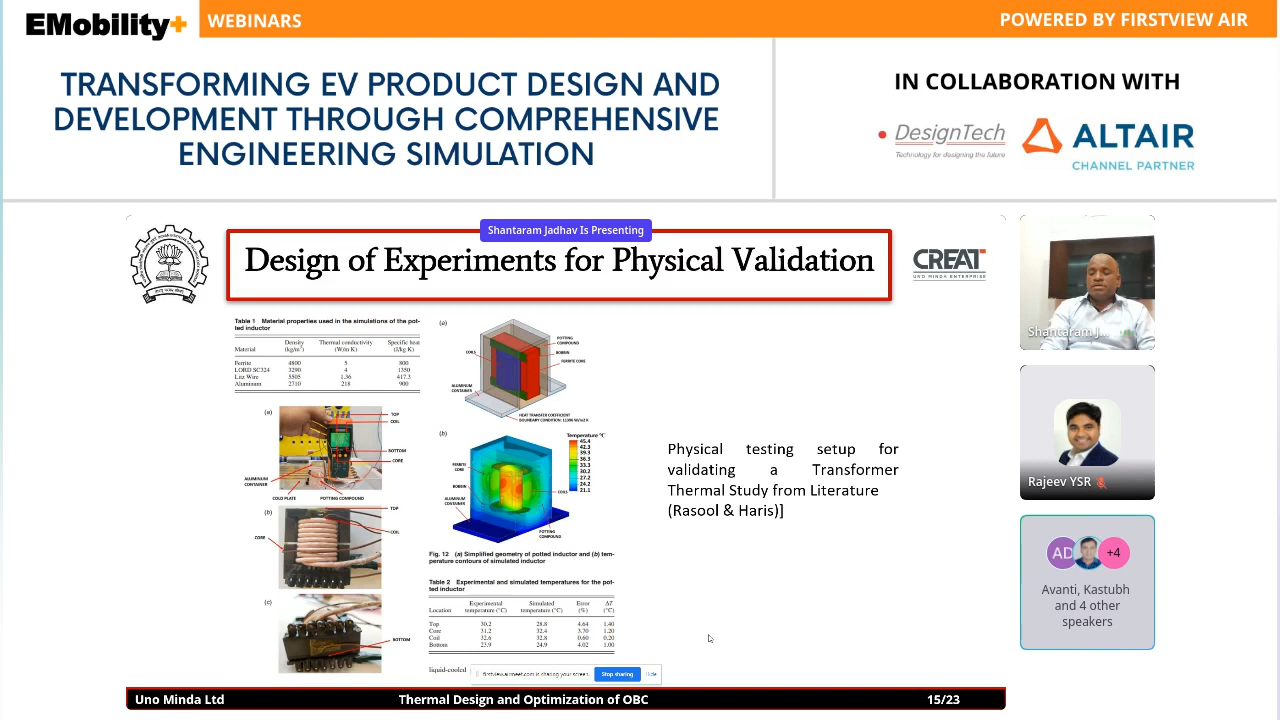 EMobility+
WEBINARS
POWERED BY FIRSTVIEW AIR
TRANSFORMING EV PRODUCT DESIGN AND
DEVELOPMENT THROUGH COMPREHENSIVE
ENGINEERING SIMULATION
IN COLLABORATION WITH
DesignTech
Technology for designing the future
ALTAIR
CHANNEL PARTNER
Shantaram Jadhav Is Presenting
Design of Experiments for Physical Validation
CREAT
UNO MINDA ENTERPRISE
Table 1 Material properties used in the simulations of the pot-
ted inductor
Material Density (kg/m³) Thermal conductivity (W/m K) Specific heat (J/kg K)
Ferrite 4800 5 800
LORD SC324 3290 4 1350
Litz Wire 5505 1.36 417.3
Aluminum 2710 218 900
(a)
TOP
COIL
BOTTOM
CORE
ALUMINUM
CONTAINER
COLD PLATE
POTTING COMPOUND
(b)
TOP
COIL
CORE
(c)
BOTTOM
(a)
POTTING
COMPOUND
COILS
BOBBIN
FERRITE CORE
ALUMINUM
CONTAINER
HEAT TRANSFER COEFFICIENT
(b)
Temperature °C
45.4
42.3
39.3
36.3
33.3
30.2
27.2
24.2
21.1
FERRITE
CORE
BOBBIN
ALUMINUM
CONTAINER
COILS
POTTING
COMPOUND
Fig. 12 (a) Simplified geometry of potted inductor and (b) tem-
perature contours of simulated inductor
Table 2 Experimental and simulated temperatures for the pot-
ted inductor
Location Experimental temperature (°C) Simulated temperature (°C) Error (%) ΔT (°C)
Top 30.2 28.8 4.64 1.40
Core 31.2 32.4 3.70 1.20
Coil 32.6 32.8 0.60 0.20
Bottom 23.9 24.9 4.02 1.00
liquid-cooled
firstview.airmeet.com is sharing your screen.
Stop sharing
Hide
Physical testing setup for
validating a Transformer
Thermal Study from Literature
(Rasool & Haris)]
Shantaram J...
Rajeev YSR
AD
+4
Avanti, Kastubh
and 4 other
speakers
Uno Minda Ltd
Thermal Design and Optimization of OBC
15/23